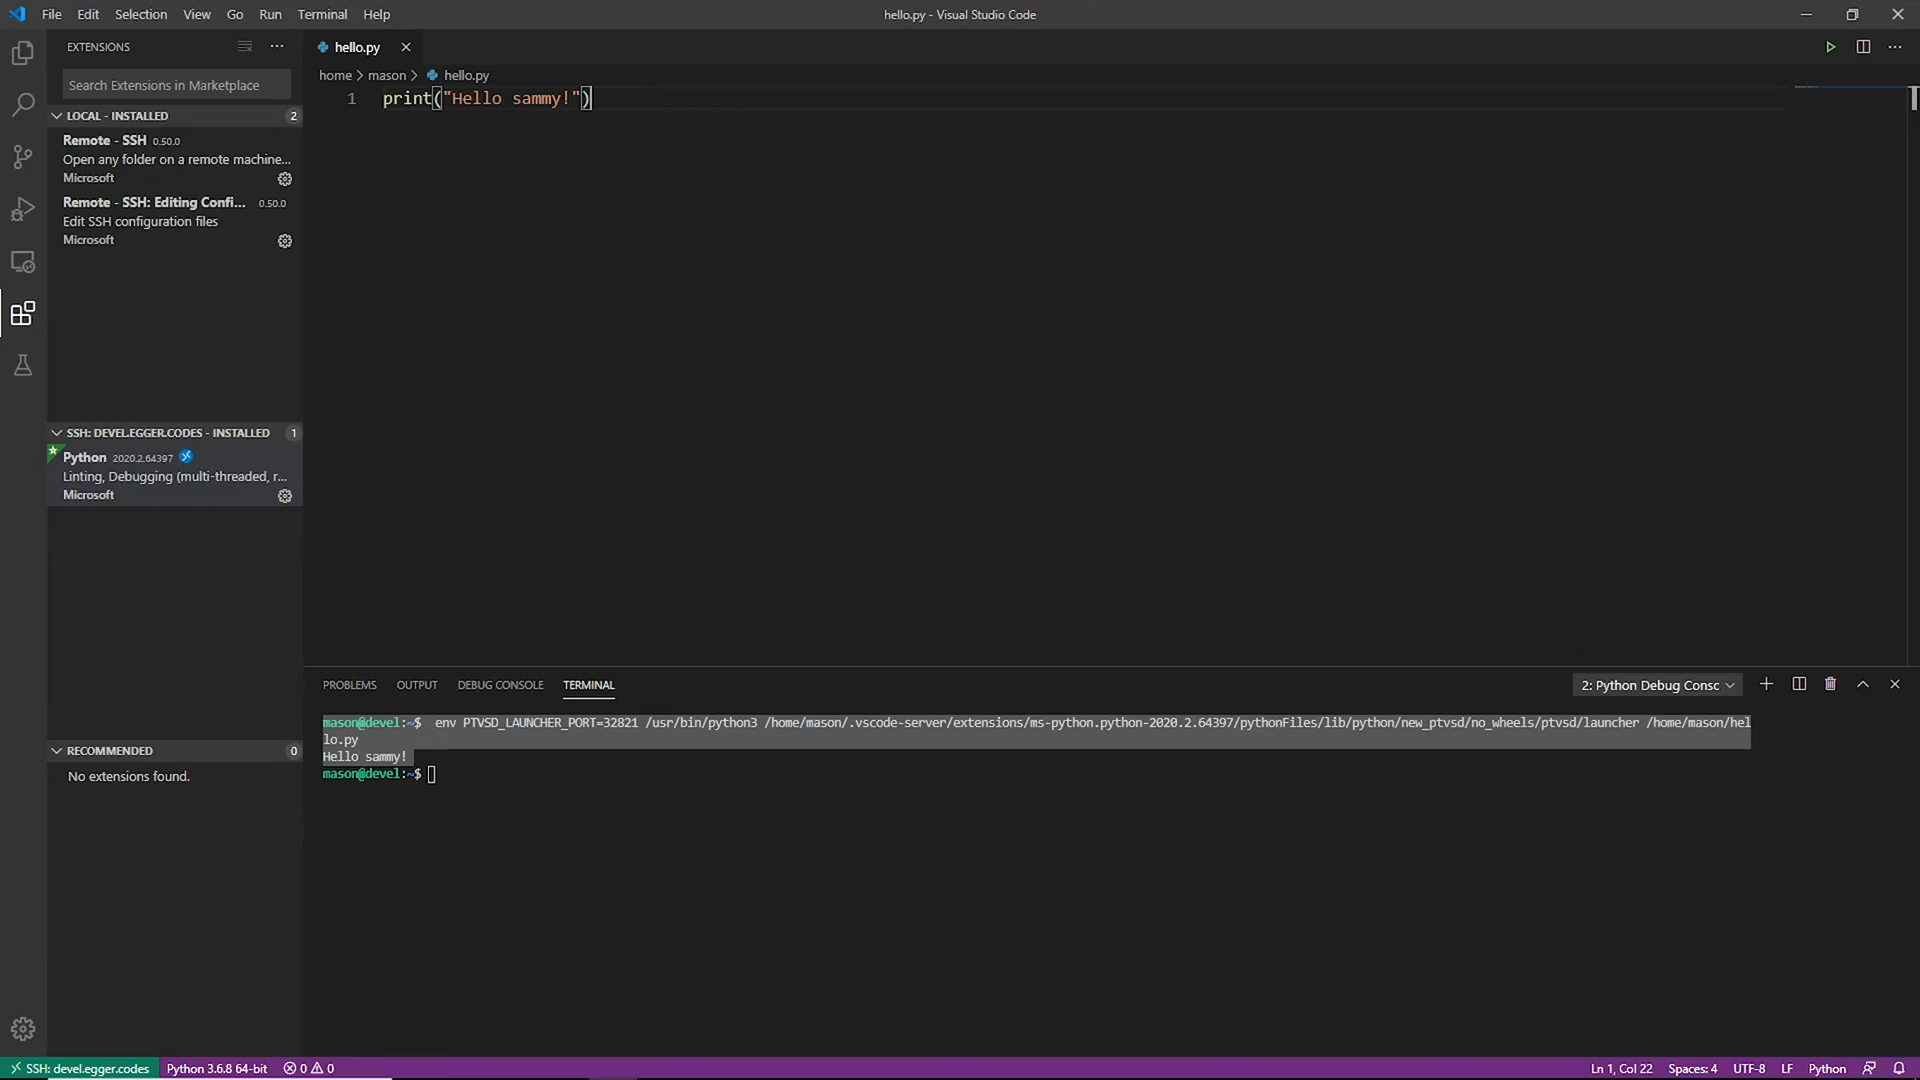 File Edit Selection View Go Run Terminal Help
hello.py - Visual Studio Code
EXTENSIONS
Search Extensions in Marketplace
LOCAL - INSTALLED 2
Remote - SSH 0.50.0
Open any folder on a remote machine...
Microsoft
Remote - SSH: Editing Confi... 0.50.0
Edit SSH configuration files
Microsoft
SSH: DEVEL.EGGER.CODES - INSTALLED 1
Python 2020.2.64397
Linting, Debugging (multi-threaded, r...
Microsoft
RECOMMENDED 0
No extensions found.
hello.py
home > mason > hello.py
1 print("Hello sammy!")
PROBLEMS OUTPUT DEBUG CONSOLE TERMINAL
2: Python Debug Consc
mason@devel:~$ env PTVSD_LAUNCHER_PORT=32821 /usr/bin/python3 /home/mason/.vscode-server/extensions/ms-python.python-2020.2.64397/pythonFiles/lib/python/new_ptvsd/no_wheels/ptvsd/launcher /home/mason/hel
lo.py
Hello sammy!
mason@devel:~$
SSH: devel.egger.codes Python 3.6.8 64-bit 0 0
Ln 1, Col 22 Spaces: 4 UTF-8 LF Python